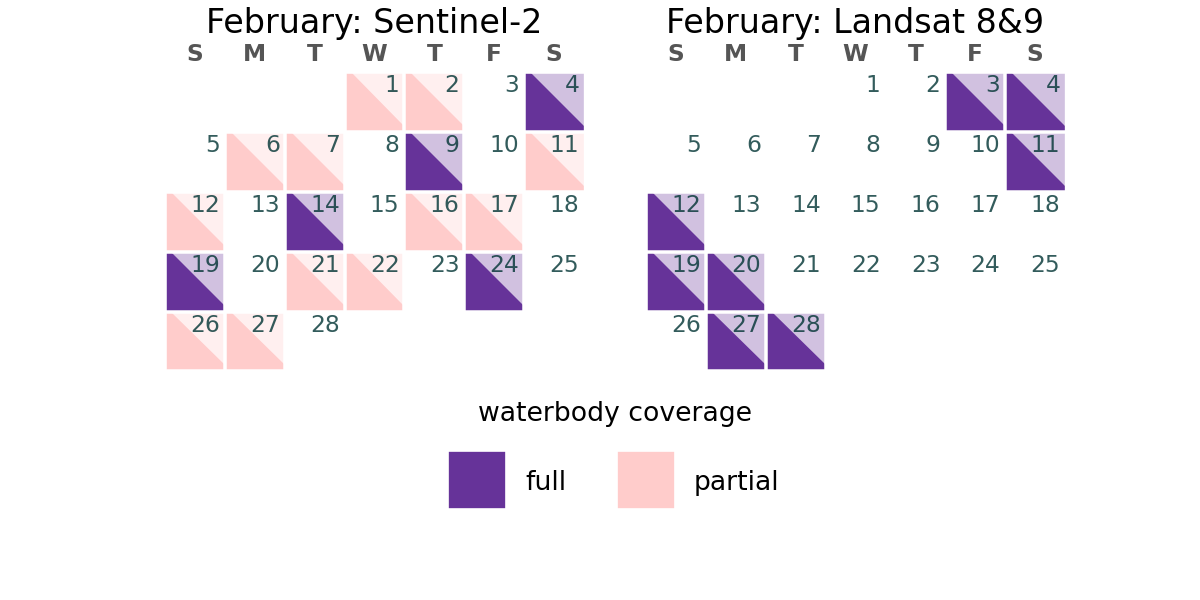 February: Sentinel-2
S M T W T F S
1 2 3 4
5 6 7 8 9 10 11
12 13 14 15 16 17 18
19 20 21 22 23 24 25
26 27 28
February: Landsat 8&9
S M T W T F S
1 2 3 4
5 6 7 8 9 10 11
12 13 14 15 16 17 18
19 20 21 22 23 24 25
26 27 28
waterbody coverage
full partial